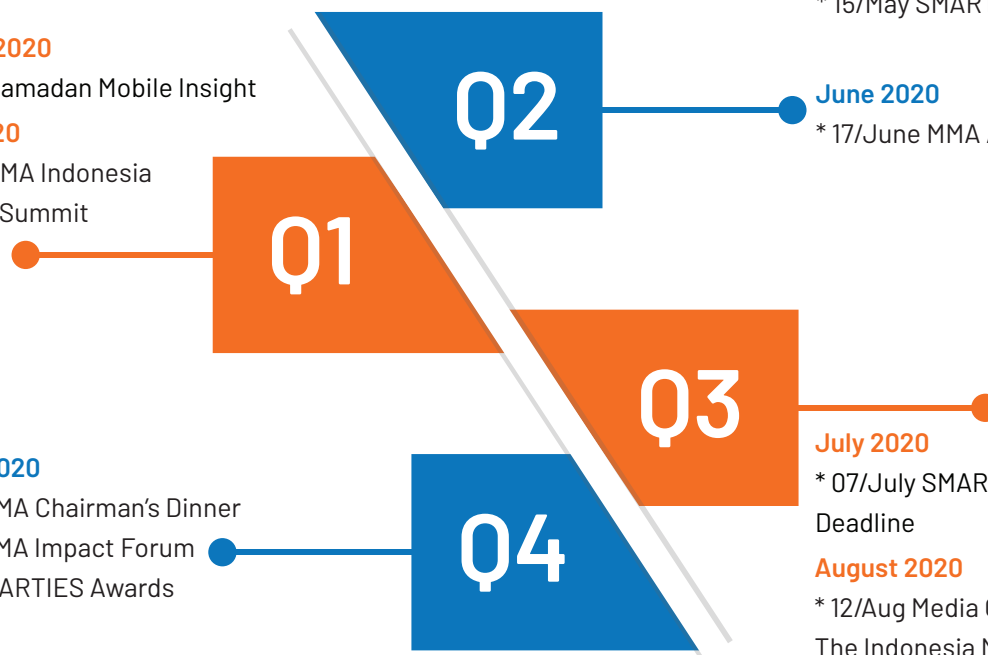 2020
amadan Mobile Insight
20
MA Indonesia
Summit
Q1
* 15/May SMAR
Q2
June 2020
* 17/June MMA
Q3
July 2020
* 07/July SMAR
Deadline
August 2020
* 12/Aug Media
The Indonesia
020
MA Chairman's Dinner
MA Impact Forum
ARTIES Awards
Q4